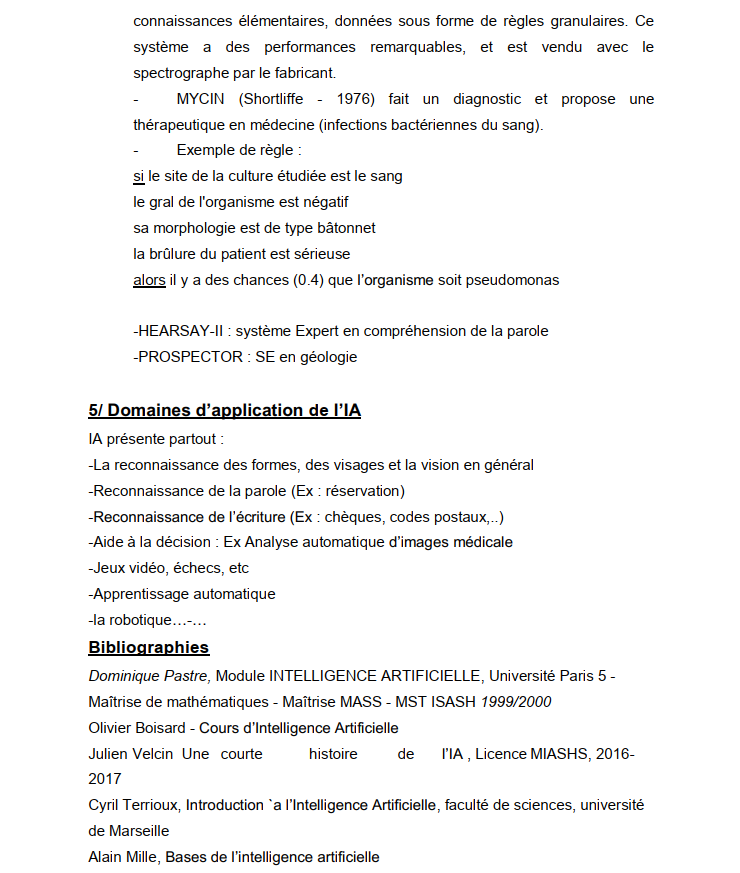 connaissances élémentaires, données sous forme de règles granulaires. Ce
système a des performances remarquables, et est vendu avec le
spectrographe par le fabricant.
- MYCIN (Shortliffe - 1976) fait un diagnostic et propose une
thérapeutique en médecine (infections bactériennes du sang).
- Exemple de règle :
si le site de la culture étudiée est le sang
le gral de l'organisme est négatif
sa morphologie est de type bâtonnet
la brûlure du patient est sérieuse
alors il y a des chances (0.4) que l’organisme soit pseudomonas
-HEARSAY-II : système Expert en compréhension de la parole
-PROSPECTOR : SE en géologie
5/ Domaines d’application de l’IA
IA présente partout :
-La reconnaissance des formes, des visages et la vision en général
-Reconnaissance de la parole (Ex : réservation)
-Reconnaissance de l’écriture (Ex : chèques, codes postaux,..)
-Aide à la décision : Ex Analyse automatique d’images médicale
-Jeux vidéo, échecs, etc
-Apprentissage automatique
-la robotique…-…
Bibliographies
Dominique Pastre, Module INTELLIGENCE ARTIFICIELLE, Université Paris 5 -
Maîtrise de mathématiques - Maîtrise MASS - MST ISASH 1999/2000
Olivier Boisard - Cours d’Intelligence Artificielle
Julien Velcin Une courte histoire de l’IA , Licence MIASHS, 2016-
2017
Cyril Terrioux, Introduction `a l’Intelligence Artificielle, faculté de sciences, université
de Marseille
Alain Mille, Bases de l’intelligence artificielle